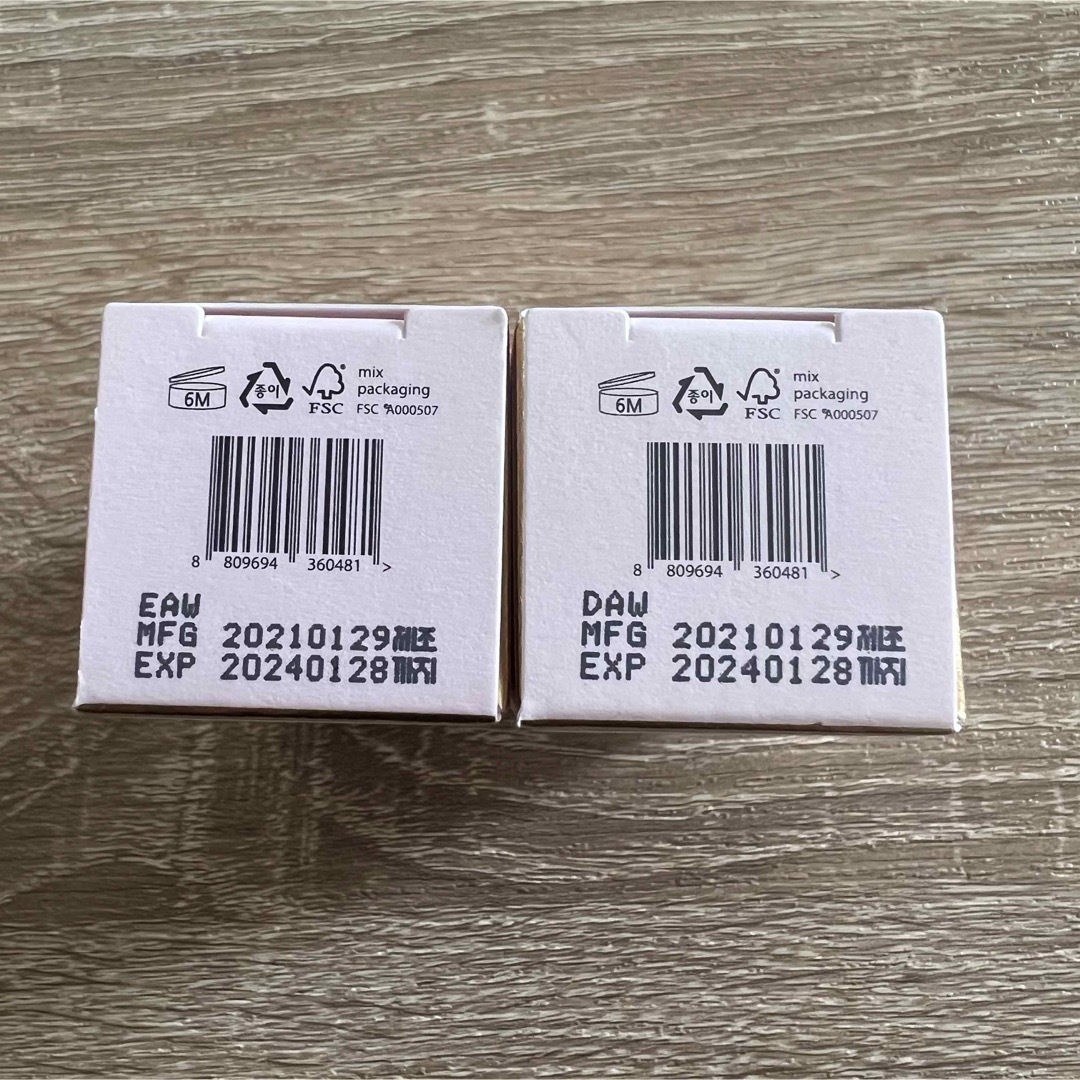 6M 종이 FSC® mix
packaging
FSC ®A000507
8 809694 360481 >
EAW
MFG 20210129제조
EXP 20240128까지
6M 종이 FSC® mix
packaging
FSC ®A000507
8 809694 360481 >
DAW
MFG 20210129제조
EXP 20240128까지